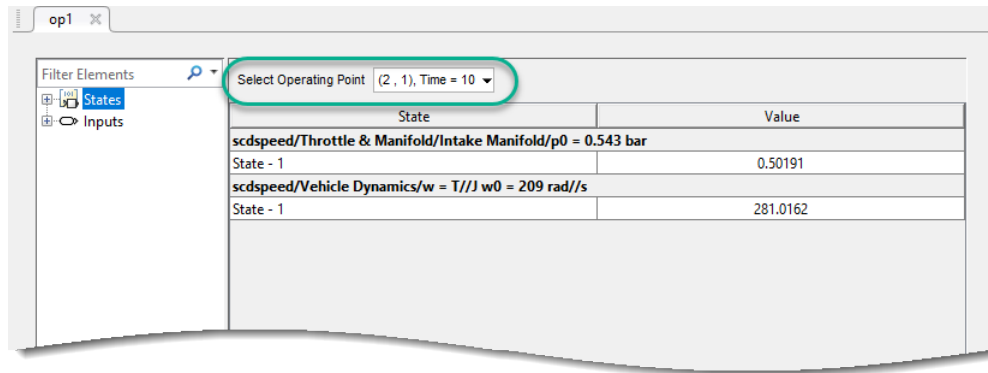 op1
Filter Elements
Select Operating Point (2 , 1), Time = 10
States
Inputs
State Value
scdspeed/Throttle & Manifold/Intake Manifold/p0 = 0.543 bar
State - 1 0.50191
scdspeed/Vehicle Dynamics/w = T//J w0 = 209 rad//s
State - 1 281.0162